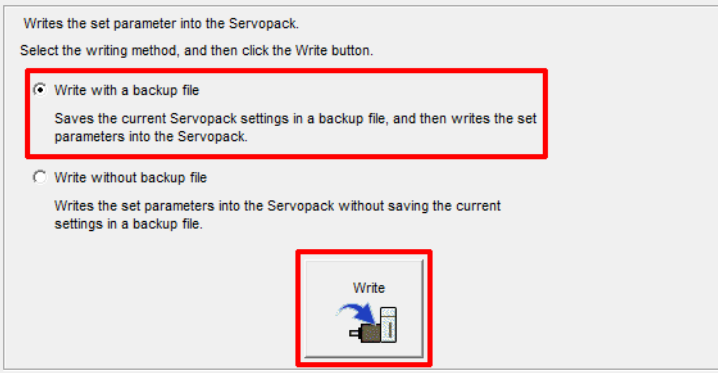 Writes the set parameter into the Servopack.
Select the writing method, and then click the Write button.
Write with a backup file
Saves the current Servopack settings in a backup file, and then writes the set
parameters into the Servopack.
Write without backup file
Writes the set parameters into the Servopack without saving the current
settings in a backup file.
Write